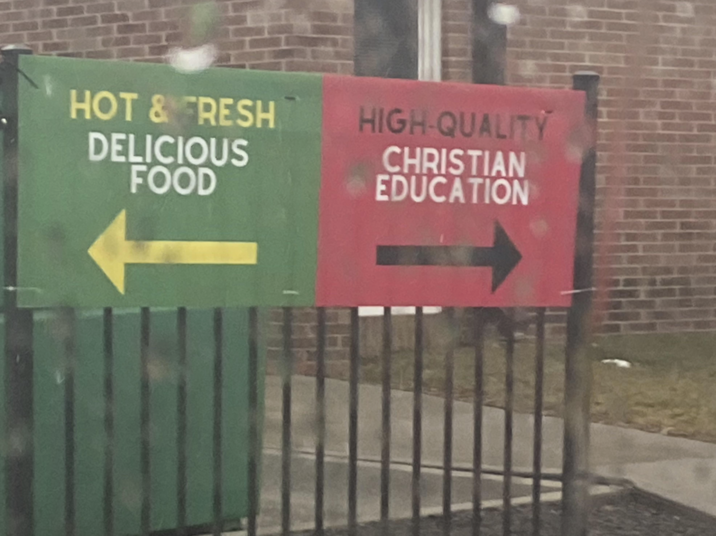 HOT & FRESH
DELICIOUS
FOOD
HIGH-QUALITY
CHRISTIAN
EDUCATION